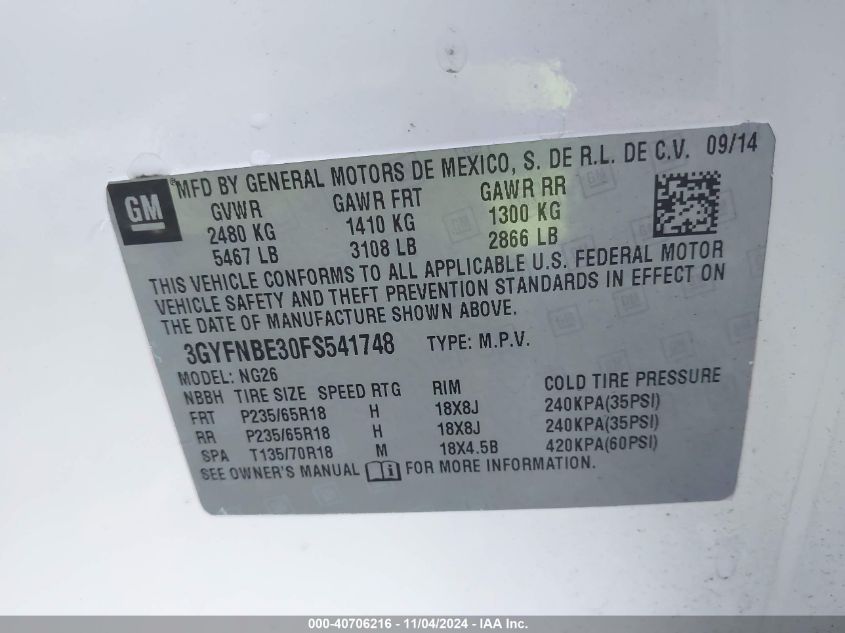 GM
® MFD BY GENERAL MOTORS DE MEXICO, S. DE R.L. DE C.V. 09/14
GVWR GAWR FRT GAWR RR
2480 KG 1410 KG 1300 KG
5467 LB 3108 LB 2866 LB
THIS VEHICLE CONFORMS TO ALL APPLICABLE U.S. FEDERAL MOTOR
VEHICLE SAFETY AND THEFT PREVENTION STANDARDS IN EFFECT ON
THE DATE OF MANUFACTURE SHOWN ABOVE.
3GYFNBE30FS541748 TYPE: M.P.V.
MODEL: NG26
NBBH TIRE SIZE SPEED RTG RIM COLD TIRE PRESSURE
FRT P235/65R18 H 18X8J 240KPA(35PSI)
RR P235/65R18 H 18X8J 240KPA(35PSI)
SPA T135/70R18 M 18X4.5B 420KPA(60PSI)
SEE OWNER'S MANUAL FOR MORE INFORMATION.
000-40706216 - 11/04/2024 - IAA Inc.